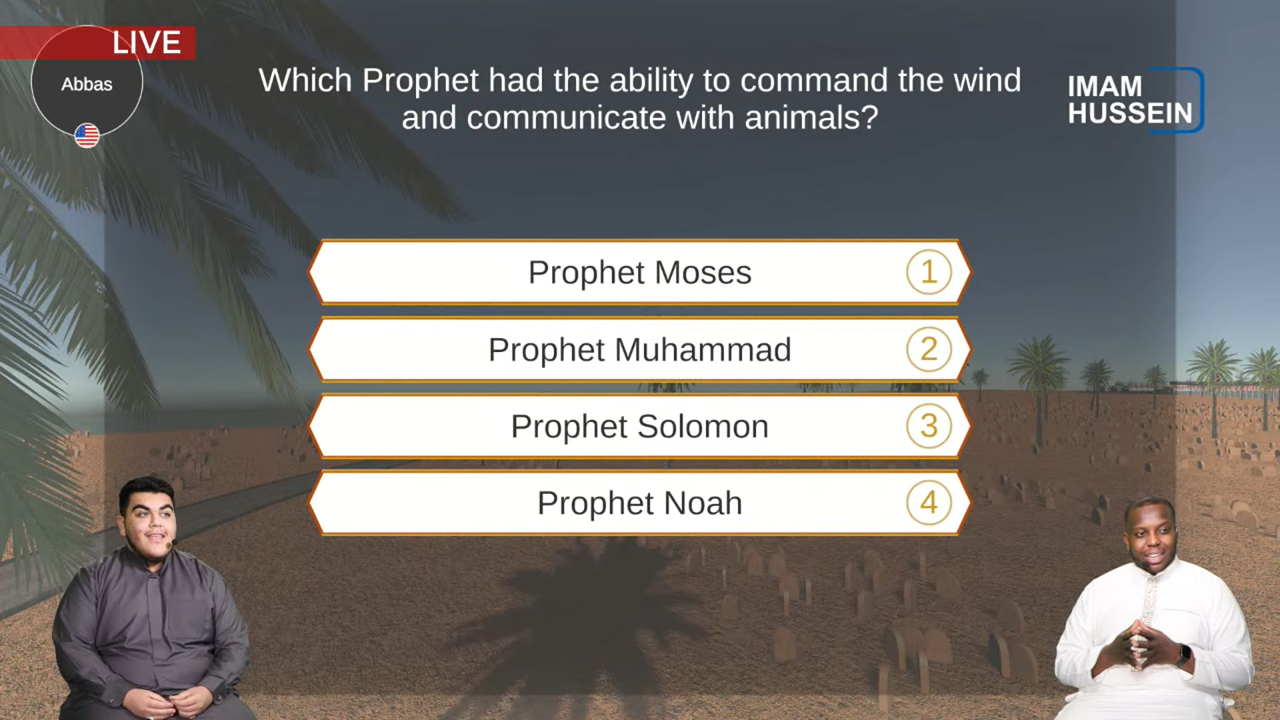 LIVE
Abbas
Which Prophet had the ability to command the wind
and communicate with animals?
IMAM
HUSSEIN
Prophet Moses 1
Prophet Muhammad 2
Prophet Solomon 3
Prophet Noah 4